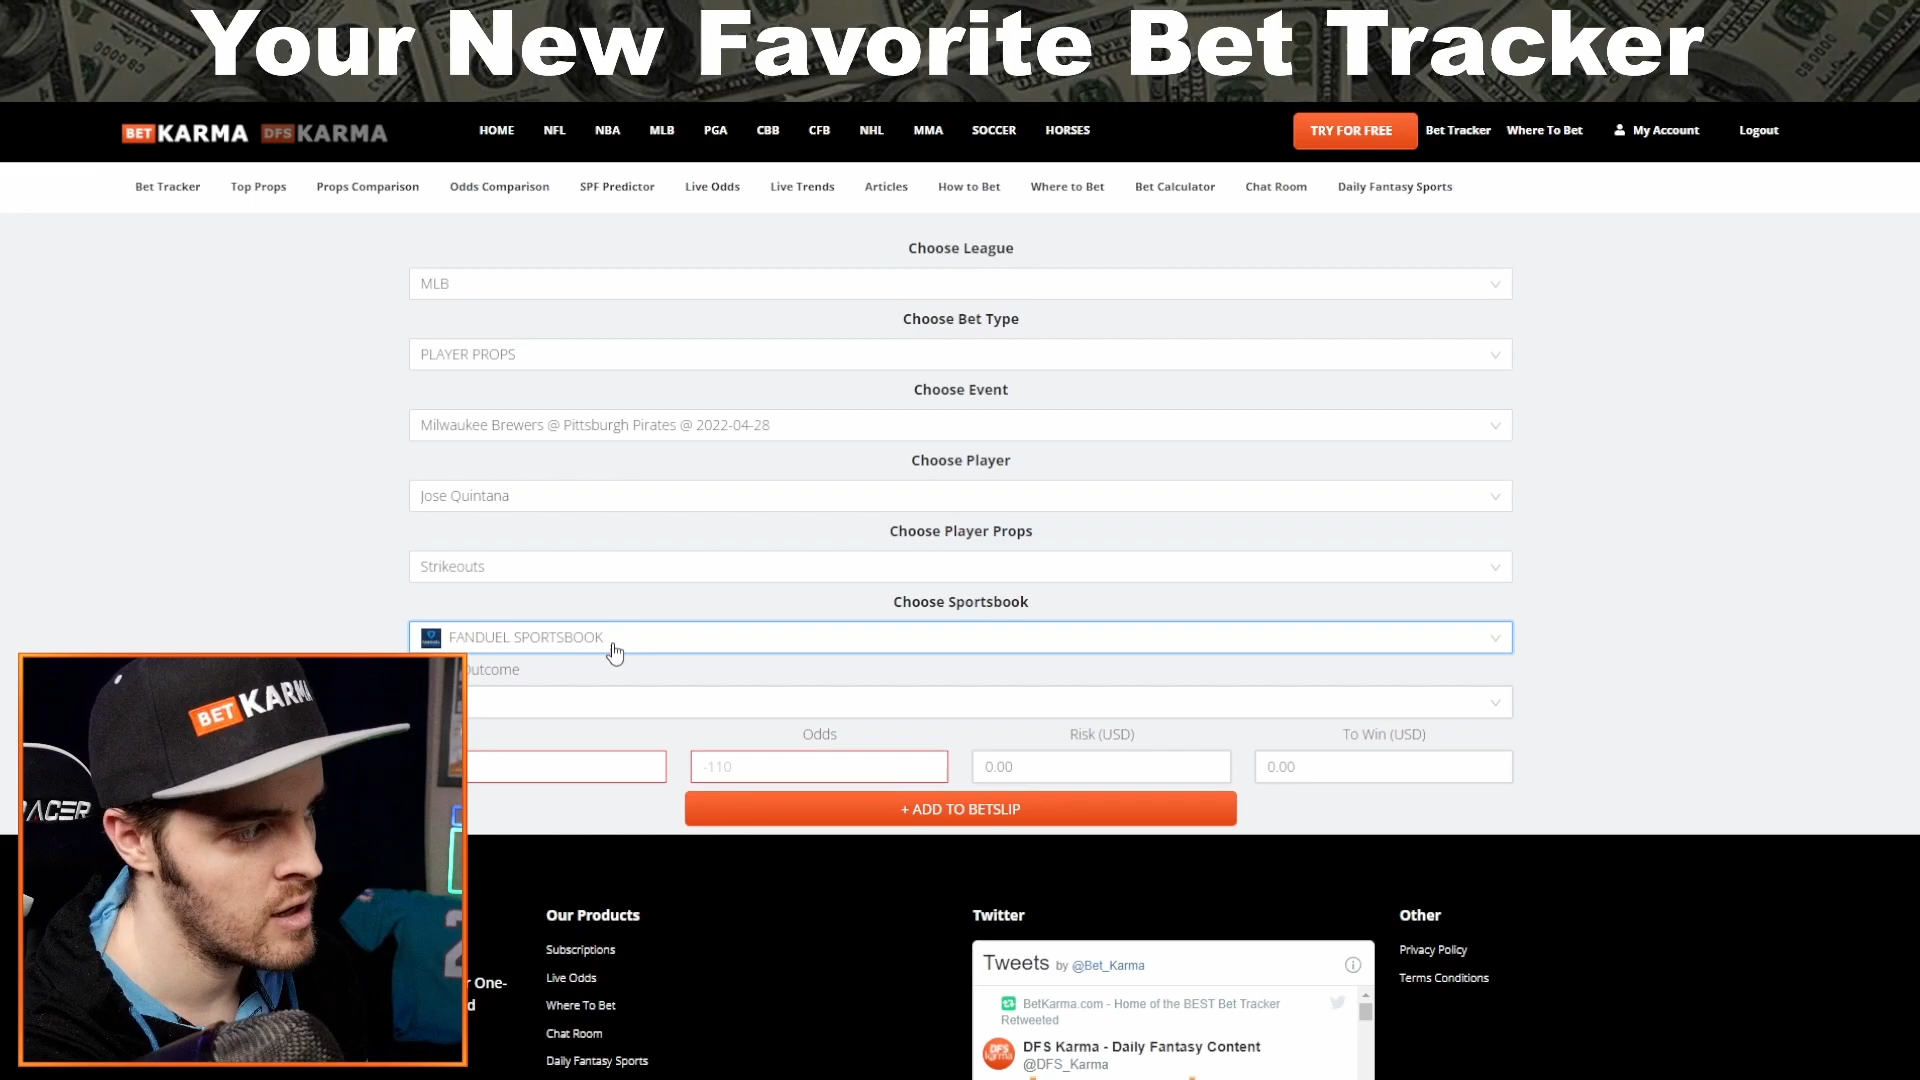 Your New Favorite Bet Tracker
BET KARMA DFS KARMA HOME NFL NBA MLB PGA CBB CFB NHL MMA SOCCER HORSES TRY FOR FREE Bet Tracker Where To Bet My Account Logout
Bet Tracker Top Props Props Comparison Odds Comparison SPF Predictor Live Odds Live Trends Articles How to Bet Where to Bet Bet Calculator Chat Room Daily Fantasy Sports
Choose League
MLB
Choose Bet Type
PLAYER PROPS
Choose Event
Milwaukee Brewers @ Pittsburgh Pirates @ 2022-04-28
Choose Player
Jose Quintana
Choose Player Props
Strikeouts
Choose Sportsbook
FANDUEL SPORTSBOOK
Outcome
Odds Risk (USD) To Win (USD)
-110 0.00 0.00
+ ADD TO BETSLIP
BET KARMA
ACER
2
One-
d
Our Products
Subscriptions
Live Odds
Where To Bet
Chat Room
Daily Fantasy Sports
Twitter
Tweets by @Bet_Karma
BetKarma.com - Home of the BEST Bet Tracker
Retweeted
DFS karma
DFS Karma - Daily Fantasy Content
@DFS_Karma
Other
Privacy Policy
Terms Conditions